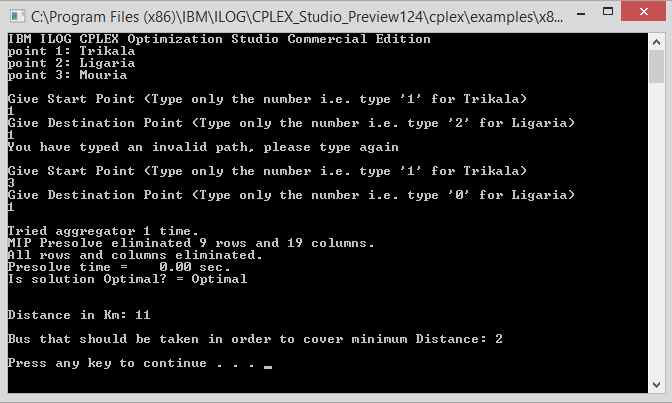 C:\Program Files (x86)\IBM\ILOG\CPLEX_Studio_Preview124\cplex\examples\x8...
IBM ILOG CPLEX Optimization Studio Commercial Edition
point 1: Trikala
point 2: Ligaria
point 3: Mouria
Give Start Point (Type only the number i.e. type '1' for Trikala)
1
Give Destination Point (Type only the number i.e. type '2' for Ligaria)
1
You have typed an invalid path, please type again
Give Start Point (Type only the number i.e. type '1' for Trikala)
3
Give Destination Point (Type only the number i.e. type '0' for Ligaria)
1
Tried aggregator 1 time.
MIP Presolve eliminated 9 rows and 19 columns.
All rows and columns eliminated.
Presolve time =    0.00 sec.
Is solution Optimal? = Optimal
Distance in Km: 11
Bus that should be taken in order to cover minimum Distance: 2
Press any key to continue . . . _